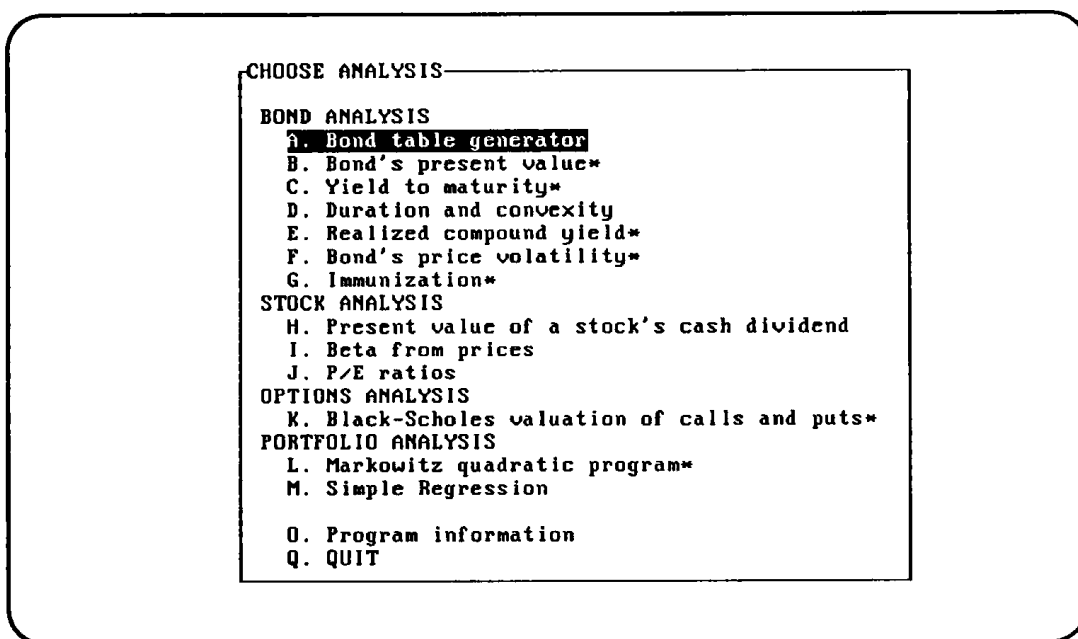 CHOOSE ANALYSIS
BOND ANALYSIS
A. Bond table generator
B. Bond's present value*
C. Yield to maturity*
D. Duration and convexity
E. Realized compound yield*
F. Bond's price volatility*
G. Immunization*
STOCK ANALYSIS
H. Present value of a stock's cash dividend
I. Beta from prices
J. P/E ratios
OPTIONS ANALYSIS
K. Black-Scholes valuation of calls and puts*
PORTFOLIO ANALYSIS
L. Markowitz quadratic program*
M. Simple Regression
O. Program information
Q. QUIT